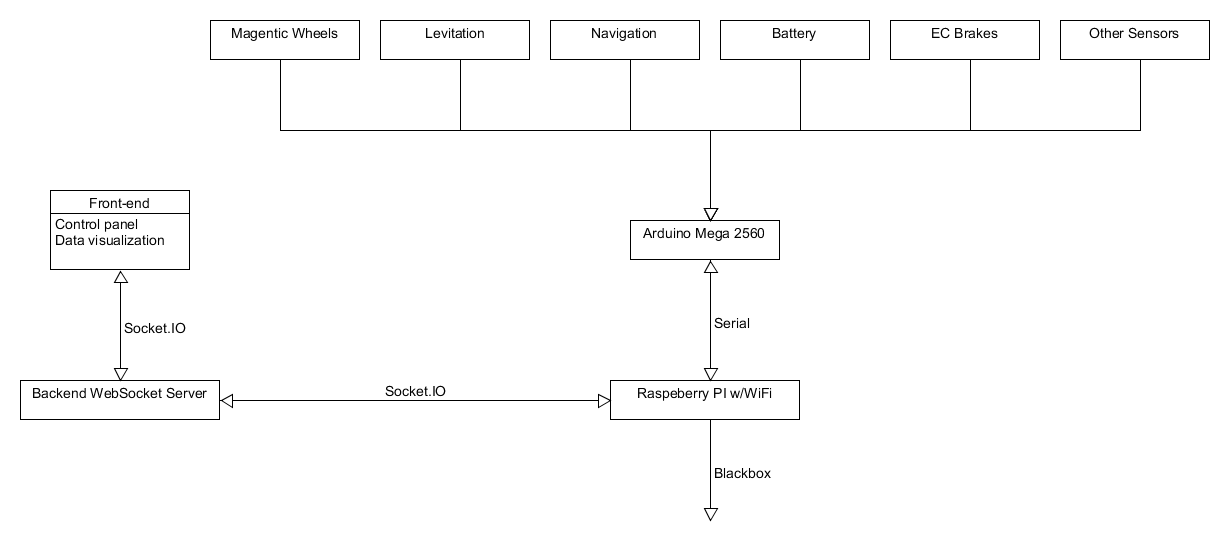 Magentic Wheels
Levitation
Navigation
Battery
EC Brakes
Other Sensors
Front-end
Control panel
Data visualization
Arduino Mega 2560
Socket.IO
Serial
Backend WebSocket Server
Socket.IO
Raspeberry PI w/WiFi
Blackbox